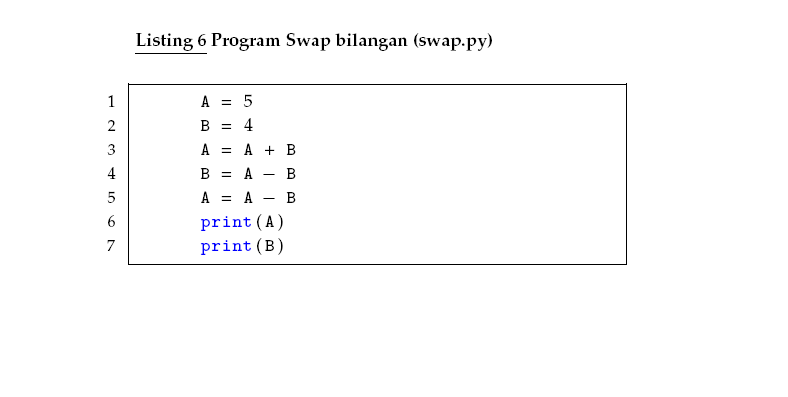 Listing 6 Program Swap bilangan (swap.py)
1 A = 5
2 B = 4
3 A = A + B
4 B = A − B
5 A = A − B
6 print(A)
7 print(B)